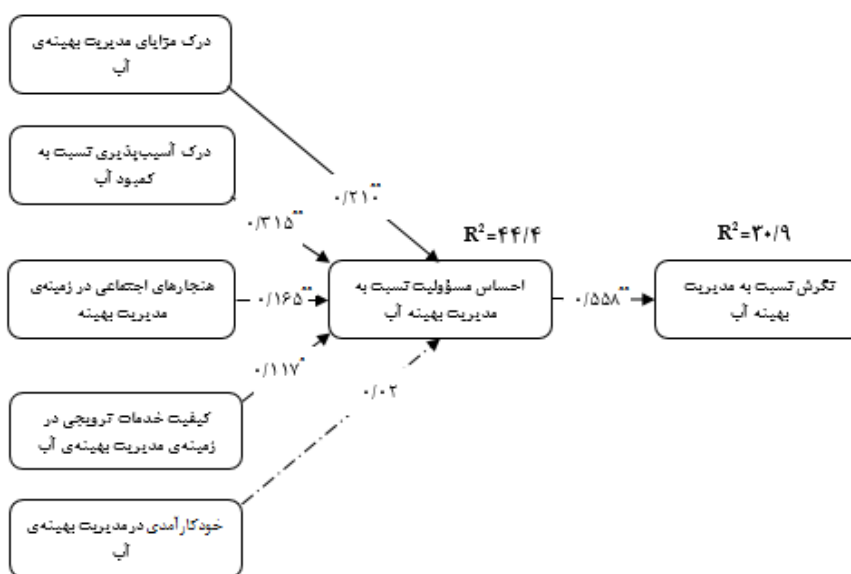 درک مزایای مدیریت بهینه‌ی
آب
درک آسیب‌پذیری نسبت به
کمبود آب
۰/۲۱۰**
۰/۳۱۵**
R²=۴۴/۴
R²=۳۰/۹
هنجارهای اجتماعی در زمینه‌ی
مدیریت بهینه
۰/۱۶۵**
احساس مسؤولیت نسبت به
مدیریت بهینه آب
۰/۵۵۸**
نگرش نسبت به مدیریت
بهینه آب
۰/۱۱۷*
۰/۰۲
کیفیت خدمات ترویجی در
زمینه‌ی مدیریت بهینه‌ی آب
خودکارآمدی در مدیریت بهینه‌ی
آب